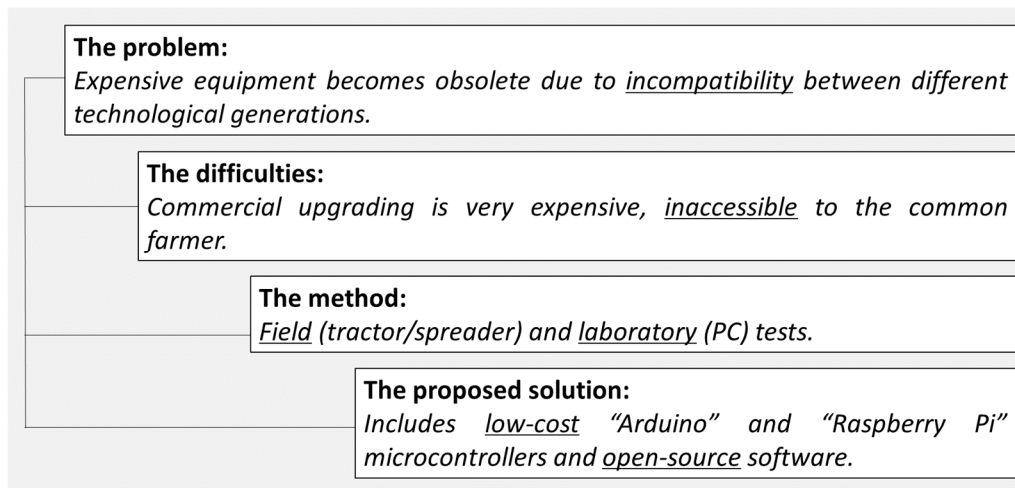 The problem:
Expensive equipment becomes obsolete due to incompatibility between different
technological generations.
The difficulties:
Commercial upgrading is very expensive, inaccessible to the common
farmer.
The method:
Field (tractor/spreader) and laboratory (PC) tests.
The proposed solution:
Includes low-cost “Arduino” and “Raspberry Pi”
microcontrollers and open-source software.